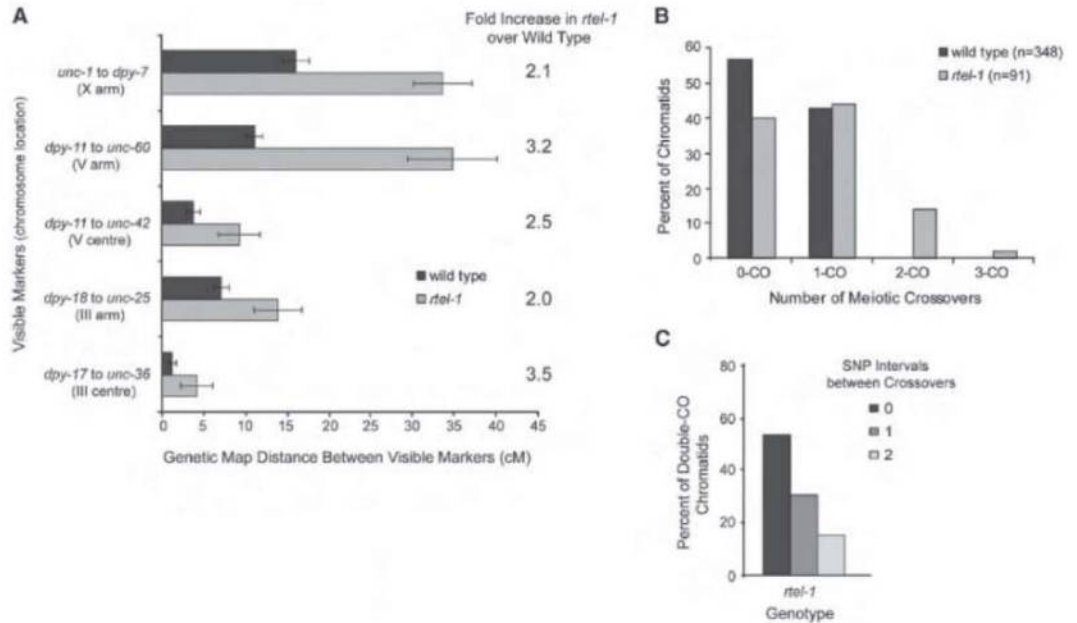 A
Fold Increase in rtel-1
over Wild Type
Visible Markers (chromosome location)
unc-1 to dpy-7
(X arm)
2.1
dpy-11 to unc-60
(V arm)
3.2
dpy-11 to unc-42
(V centre)
2.5
dpy-18 to unc-25
(III arm)
2.0
dpy-17 to unc-36
(III centre)
3.5
wild type
rtel-1
0 5 10 15 20 25 30 35 40 45
Genetic Map Distance Between Visible Markers (cM)
B
Percent of Chromatids
60
50
40
30
20
10
0
wild type (n=348)
rtel-1 (n=91)
0-CO 1-CO 2-CO 3-CO
Number of Meiotic Crossovers
C
Percent of Double-CO
Chromatids
80
60
40
20
0
SNP Intervals
between Crossovers
0
1
2
rtel-1
Genotype